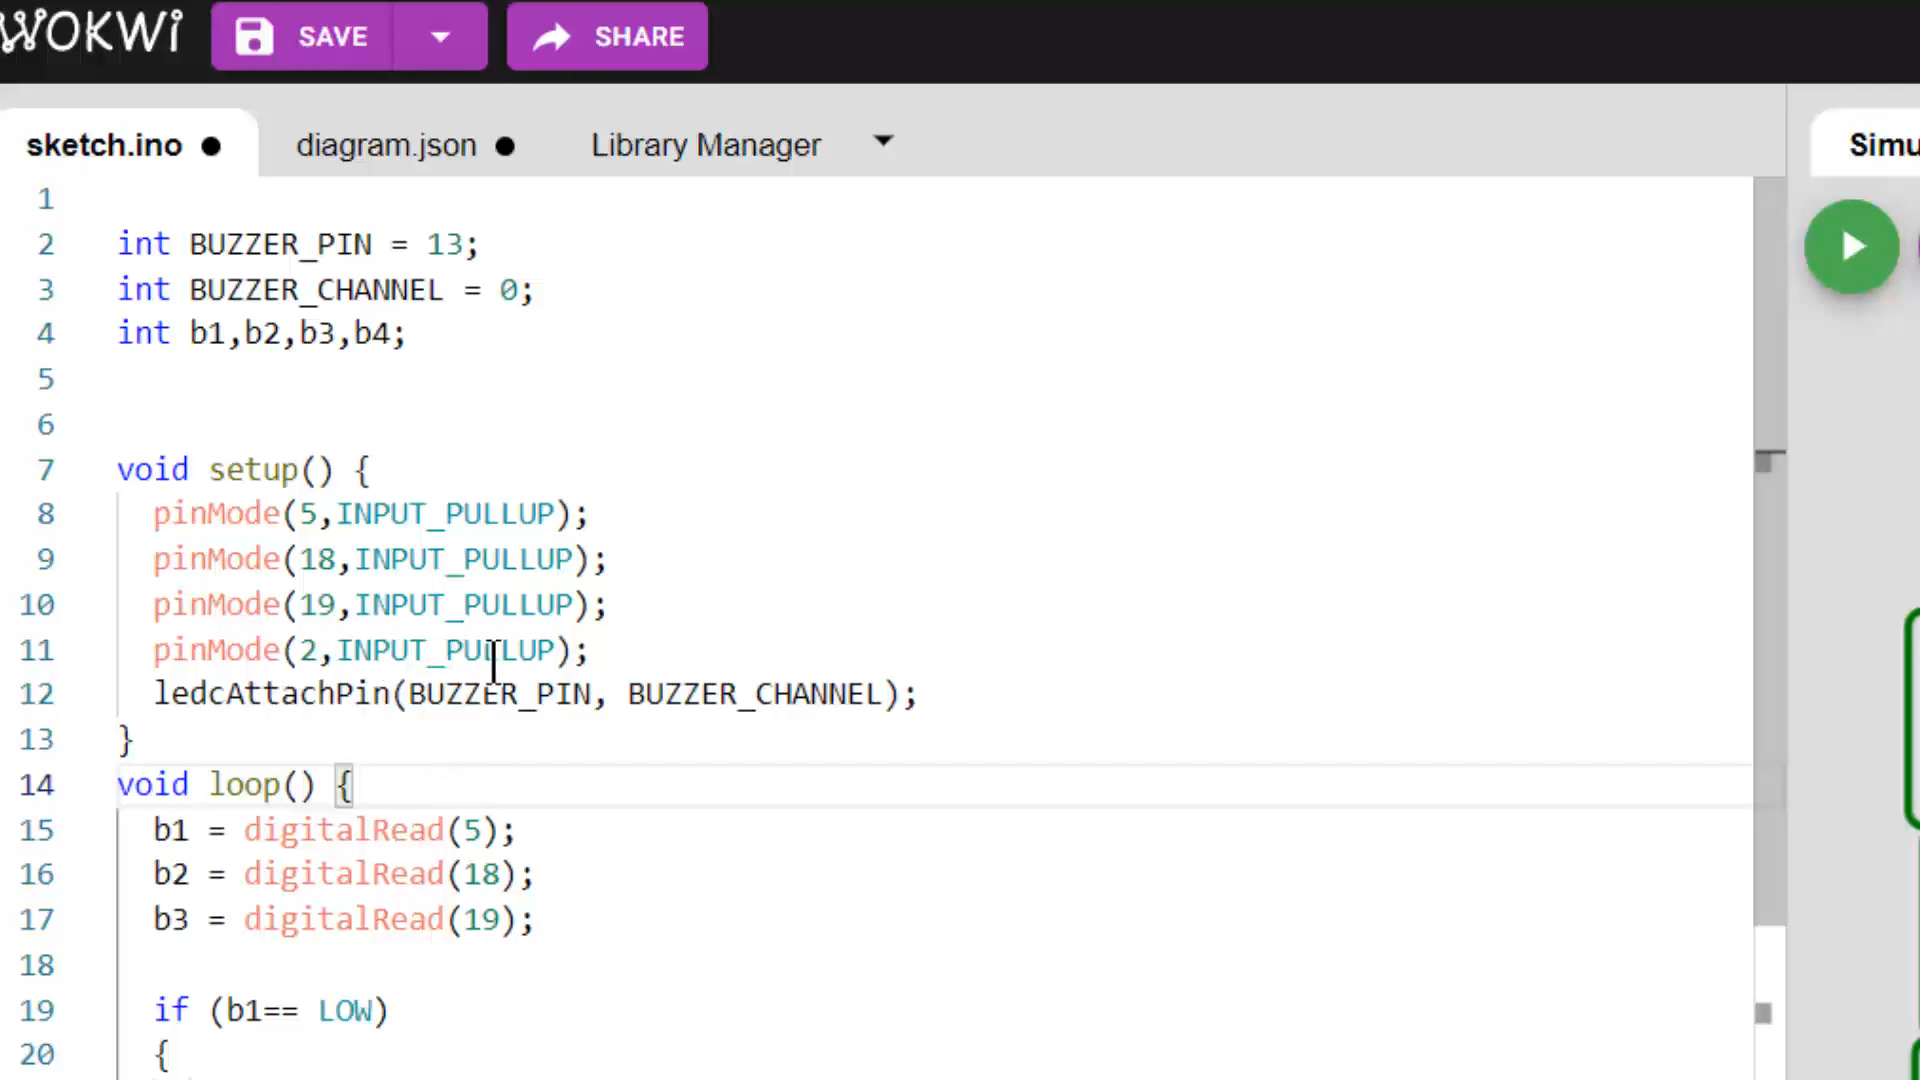 WOKWi
SAVE
SHARE
sketch.ino
diagram.json
Library Manager
Simu
1
2 int BUZZER_PIN = 13;
3 int BUZZER_CHANNEL = 0;
4 int b1,b2,b3,b4;
5
6
7 void setup() {
8 pinMode(5,INPUT_PULLUP);
9 pinMode(18,INPUT_PULLUP);
10 pinMode(19,INPUT_PULLUP);
11 pinMode(2,INPUT_PULLUP);
12 ledcAttachPin(BUZZER_PIN, BUZZER_CHANNEL);
13 }
14 void loop() {
15 b1 = digitalRead(5);
16 b2 = digitalRead(18);
17 b3 = digitalRead(19);
18
19 if (b1== LOW)
20 {